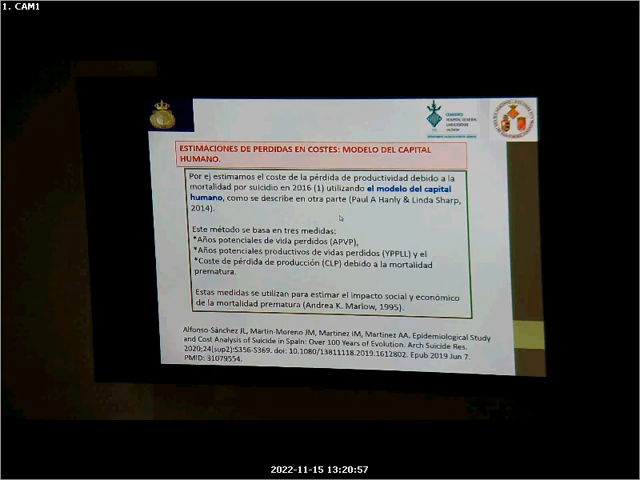 1. CAM1
ESTIMACIONES DE PERDIDAS EN COSTES: MODELO DEL CAPITAL
HUMANO.
Por ej estimamos el coste de la pérdida de productividad debido a la
mortalidad por suicidio en 2016 (1) utilizando el modelo del capital
humano, como se describe en otra parte (Paul A Hanly & Linda Sharp,
2014).
Este método se basa en tres medidas:
*Años potenciales de vida perdidos (APVP),
*Años potenciales productivos de vidas perdidos (YPPLL) y el
*Coste de pérdida de producción (CLP) debido a la mortalidad
prematura.
Estas medidas se utilizan para estimar el impacto social y económico
de la mortalidad prematura (Andrea K. Marlow, 1995).
Alfonso-Sánchez JL, Martin-Moreno JM, Martinez IM, Martinez AA. Epidemiological Study
and Cost Analysis of Suicide in Spain: Over 100 Years of Evolution. Arch Suicide Res.
2020;24(sup2):S356-S369. doi: 10.1080/13811118.2019.1612802. Epub 2019 Jun 7.
PMID: 31079554.
2022-11-15 13:20:57